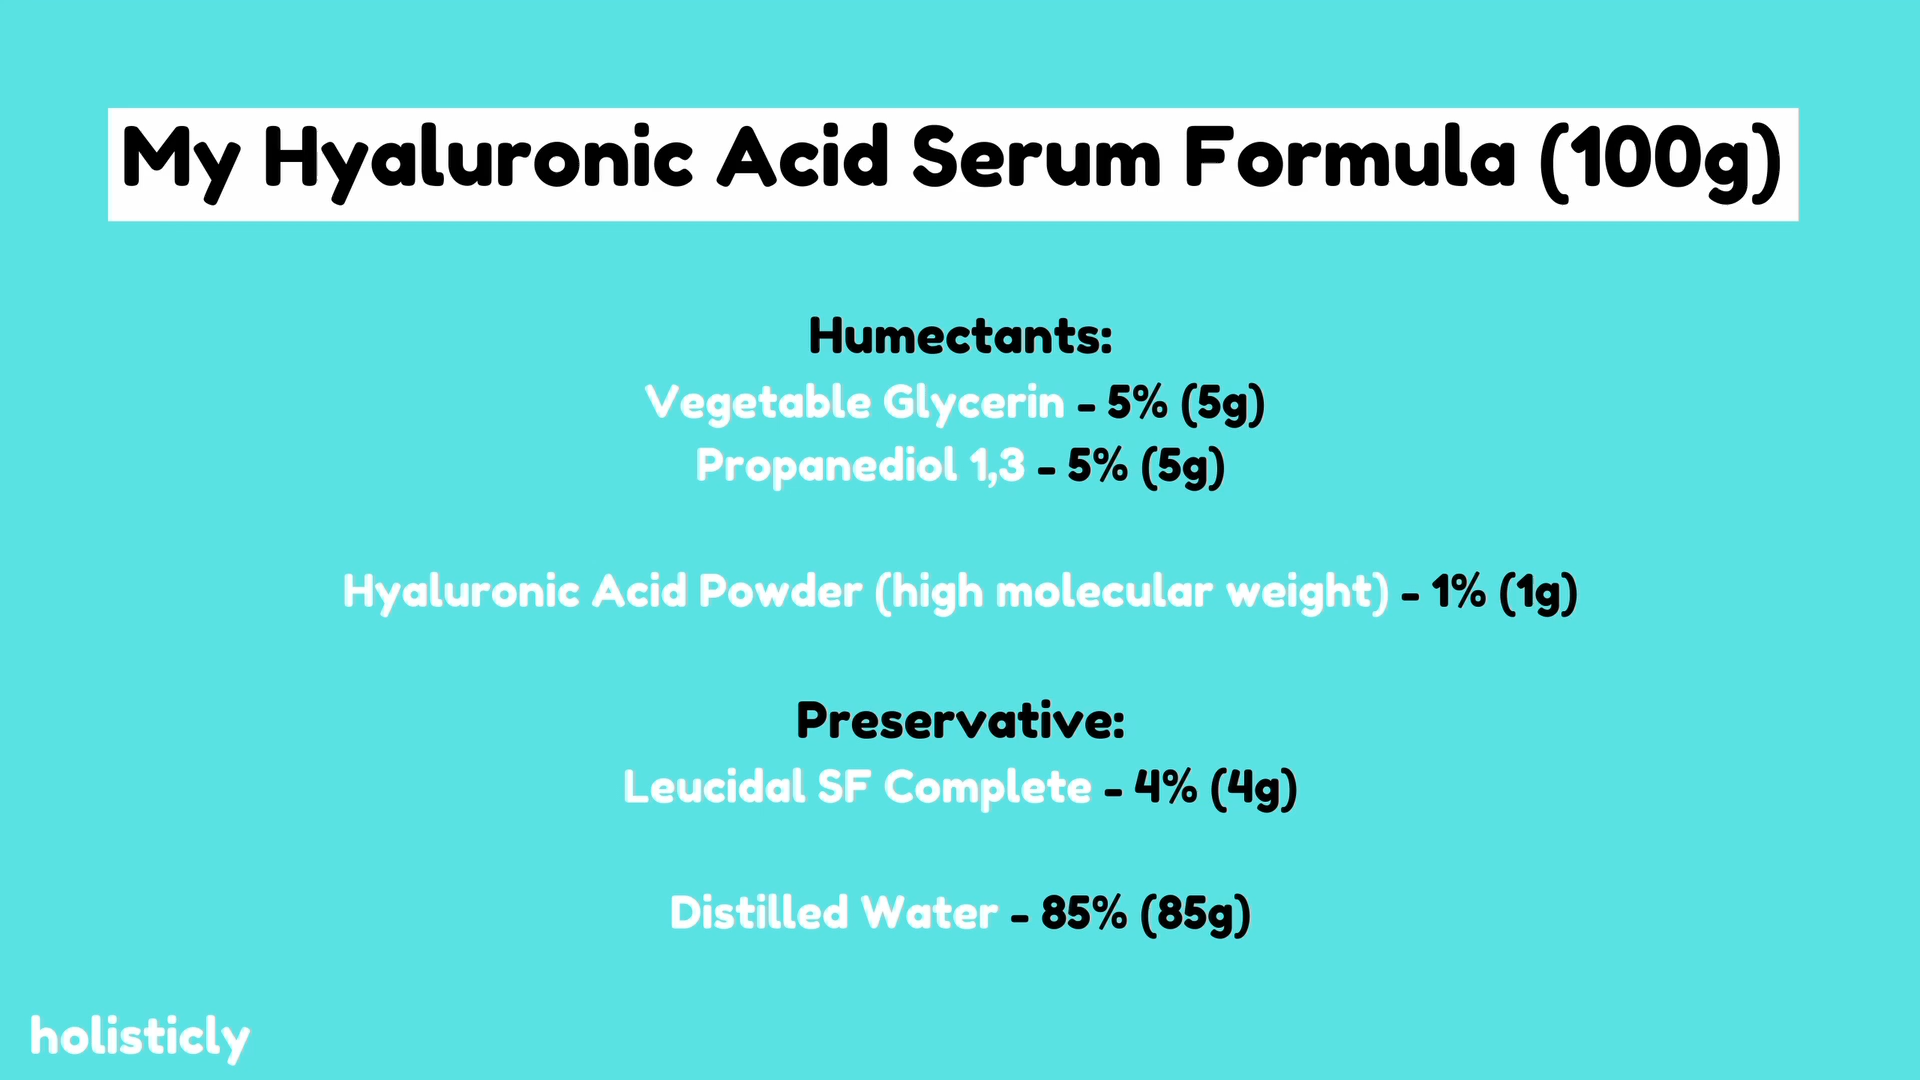 My Hyaluronic Acid Serum Formula (100g)
Humectants:
Vegetable Glycerin - 5% (5g)
Propanediol 1,3 - 5% (5g)
Hyaluronic Acid Powder (high molecular weight) - 1% (1g)
Preservative:
Leucidal SF Complete - 4% (4g)
Distilled Water - 85% (85g)
holisticly